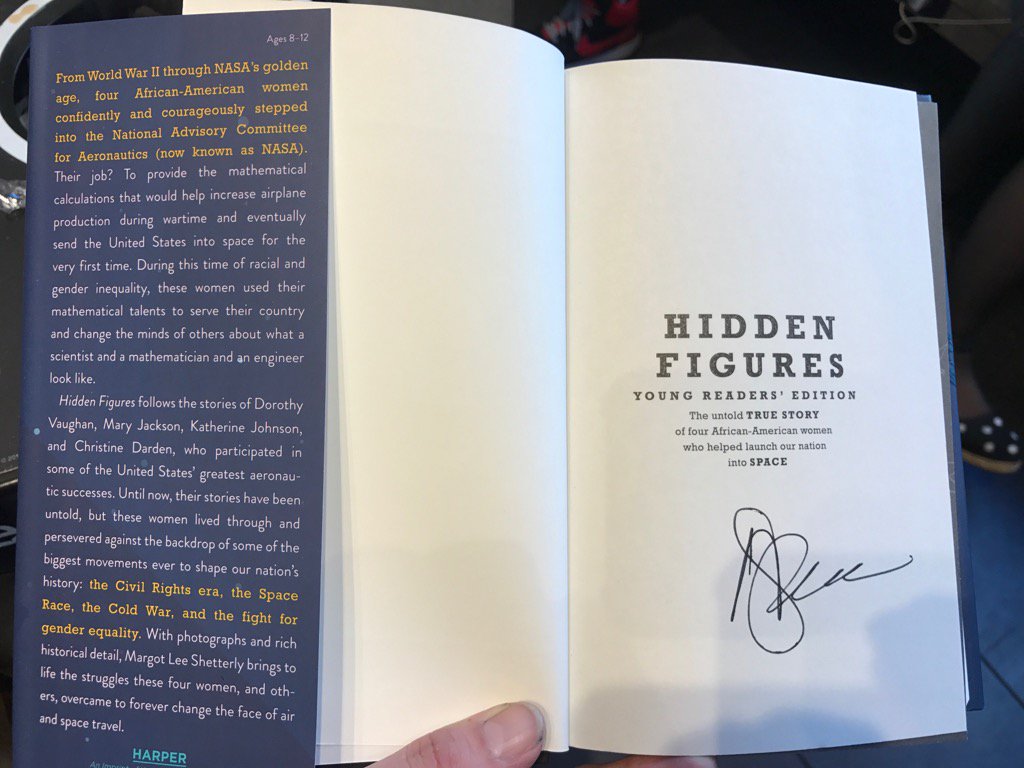 Ages 8–12
From World War II through NASA's golden
age, four African-American women
confidently and courageously stepped
into the National Advisory Committee
for Aeronautics (now known as NASA).
Their job? To provide the mathematical
calculations that would help increase airplane
production during wartime and eventually
send the United States into space for the
very first time. During this time of racial and
gender inequality, these women used their
mathematical talents to serve their country
and change the minds of others about what a
scientist and a mathematician and an engineer
look like.
Hidden Figures follows the stories of Dorothy
Vaughan, Mary Jackson, Katherine Johnson,
and Christine Darden, who participated in
some of the United States' greatest aeronau-
tic successes. Until now, their stories have been
untold, but these women lived through and
persevered against the backdrop of some of the
biggest movements ever to shape our nation's
history: the Civil Rights era, the Space
Race, the Cold War, and the fight for
gender equality. With photographs and rich
historical detail, Margot Lee Shetterly brings to
life the struggles these four women, and oth-
ers, overcame to forever change the face of air
and space travel.
HARPER
An
HIDDEN
FIGURES
YOUNG READERS' EDITION
The untold TRUE STORY
of four African-American women
who helped launch our nation
into SPACE